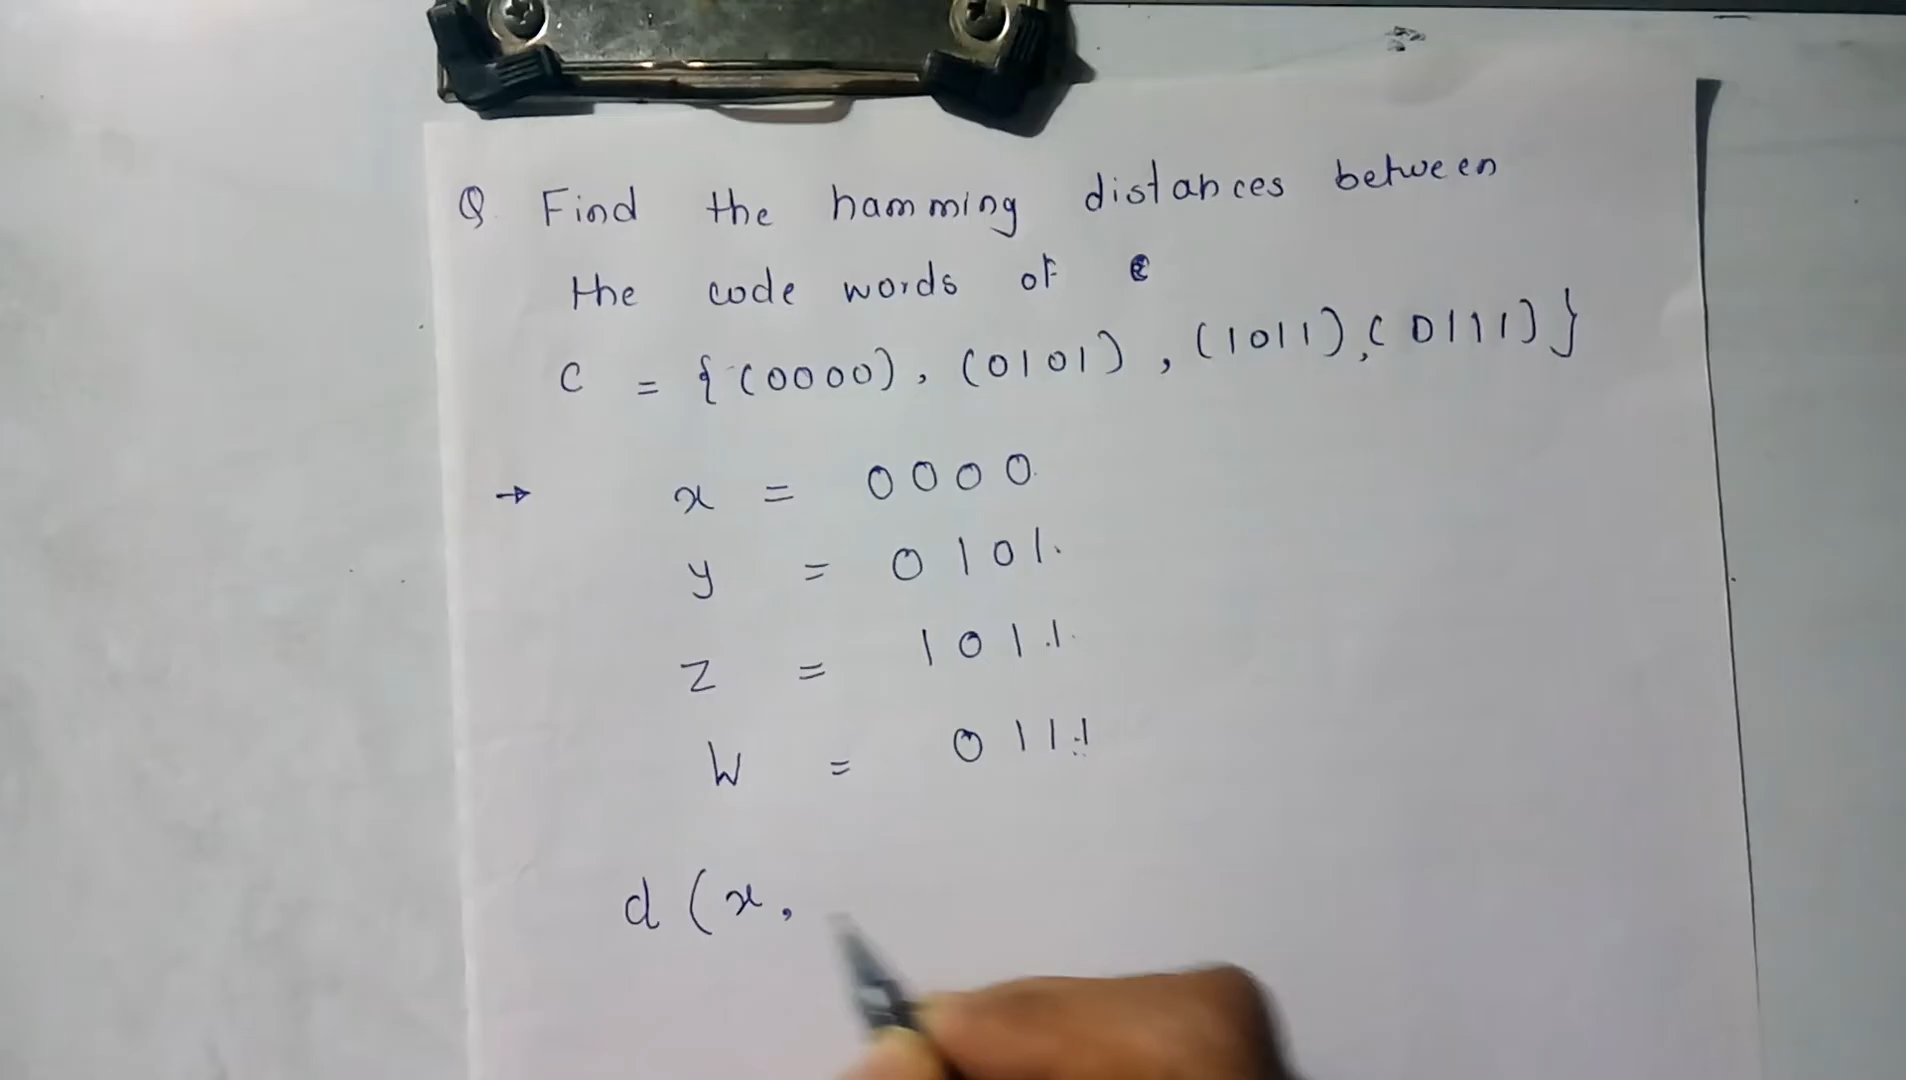 Q. Find the hamming distances between
the code words of C
C = {(0000), (0101), (1011), (0111)}
→ x = 0000
y = 0101
z = 1011
W = 0111
d (x,